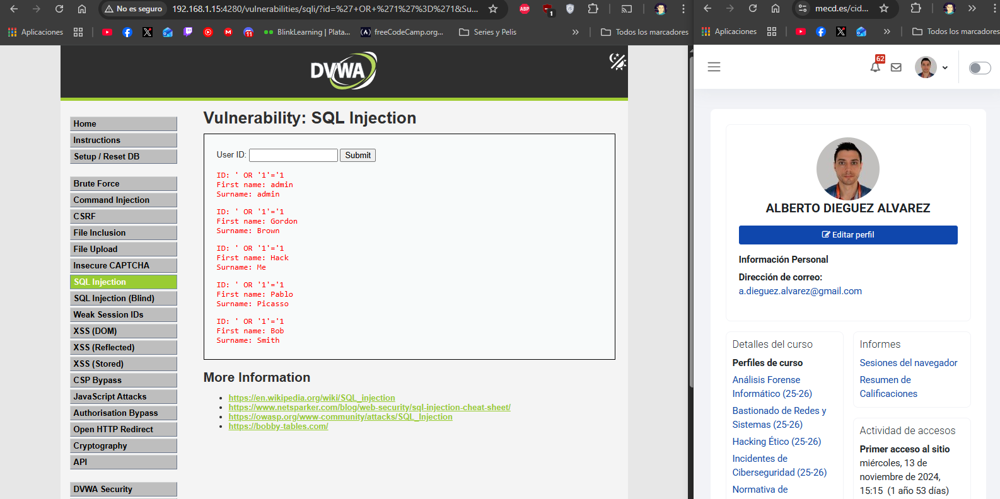 No es seguro
192.168.1.15:4280/vulnerabilities/sqli/?id=%27+OR+%271%27%3D%271&Su...
ABP
1
Aplicaciones
11
BlinkLearning | Plata...
freeCodeCamp.org...
Series y Pelis
»
Todos los marcadores
DVWA
Home
Instructions
Setup / Reset DB
Brute Force
Command Injection
CSRF
File Inclusion
File Upload
Insecure CAPTCHA
SQL Injection
SQL Injection (Blind)
Weak Session IDs
XSS (DOM)
XSS (Reflected)
XSS (Stored)
CSP Bypass
JavaScript Attacks
Authorisation Bypass
Open HTTP Redirect
Cryptography
API
DVWA Security
Vulnerability: SQL Injection
User ID:
Submit
ID: ' OR '1'='1
First name: admin
Surname: admin
ID: ' OR '1'='1
First name: Gordon
Surname: Brown
ID: ' OR '1'='1
First name: Hack
Surname: Me
ID: ' OR '1'='1
First name: Pablo
Surname: Picasso
ID: ' OR '1'='1
First name: Bob
Surname: Smith
More Information
https://en.wikipedia.org/wiki/SQL_injection
https://www.netsparker.com/blog/web-security/sql-injection-cheat-sheet/
https://owasp.org/www-community/attacks/SQL_Injection
https://bobby-tables.com/
mecd.es/cid...
»
Aplicaciones
»
Todos los marcadores
62
ALBERTO DIEGUEZ ALVAREZ
Editar perfil
Información Personal
Dirección de correo:
a.dieguez.alvarez@gmail.com
Detalles del curso
Perfiles de curso
Análisis Forense
Informático (25-26)
Bastionado de Redes y
Sistemas (25-26)
Hacking Ético (25-26)
Incidentes de
Ciberseguridad (25-26)
Normativa de
Informes
Sesiones del navegador
Resumen de
Calificaciones
Actividad de accesos
Primer acceso al sitio
miércoles, 13 de
noviembre de 2024,
15:15 (1 año 53 días)